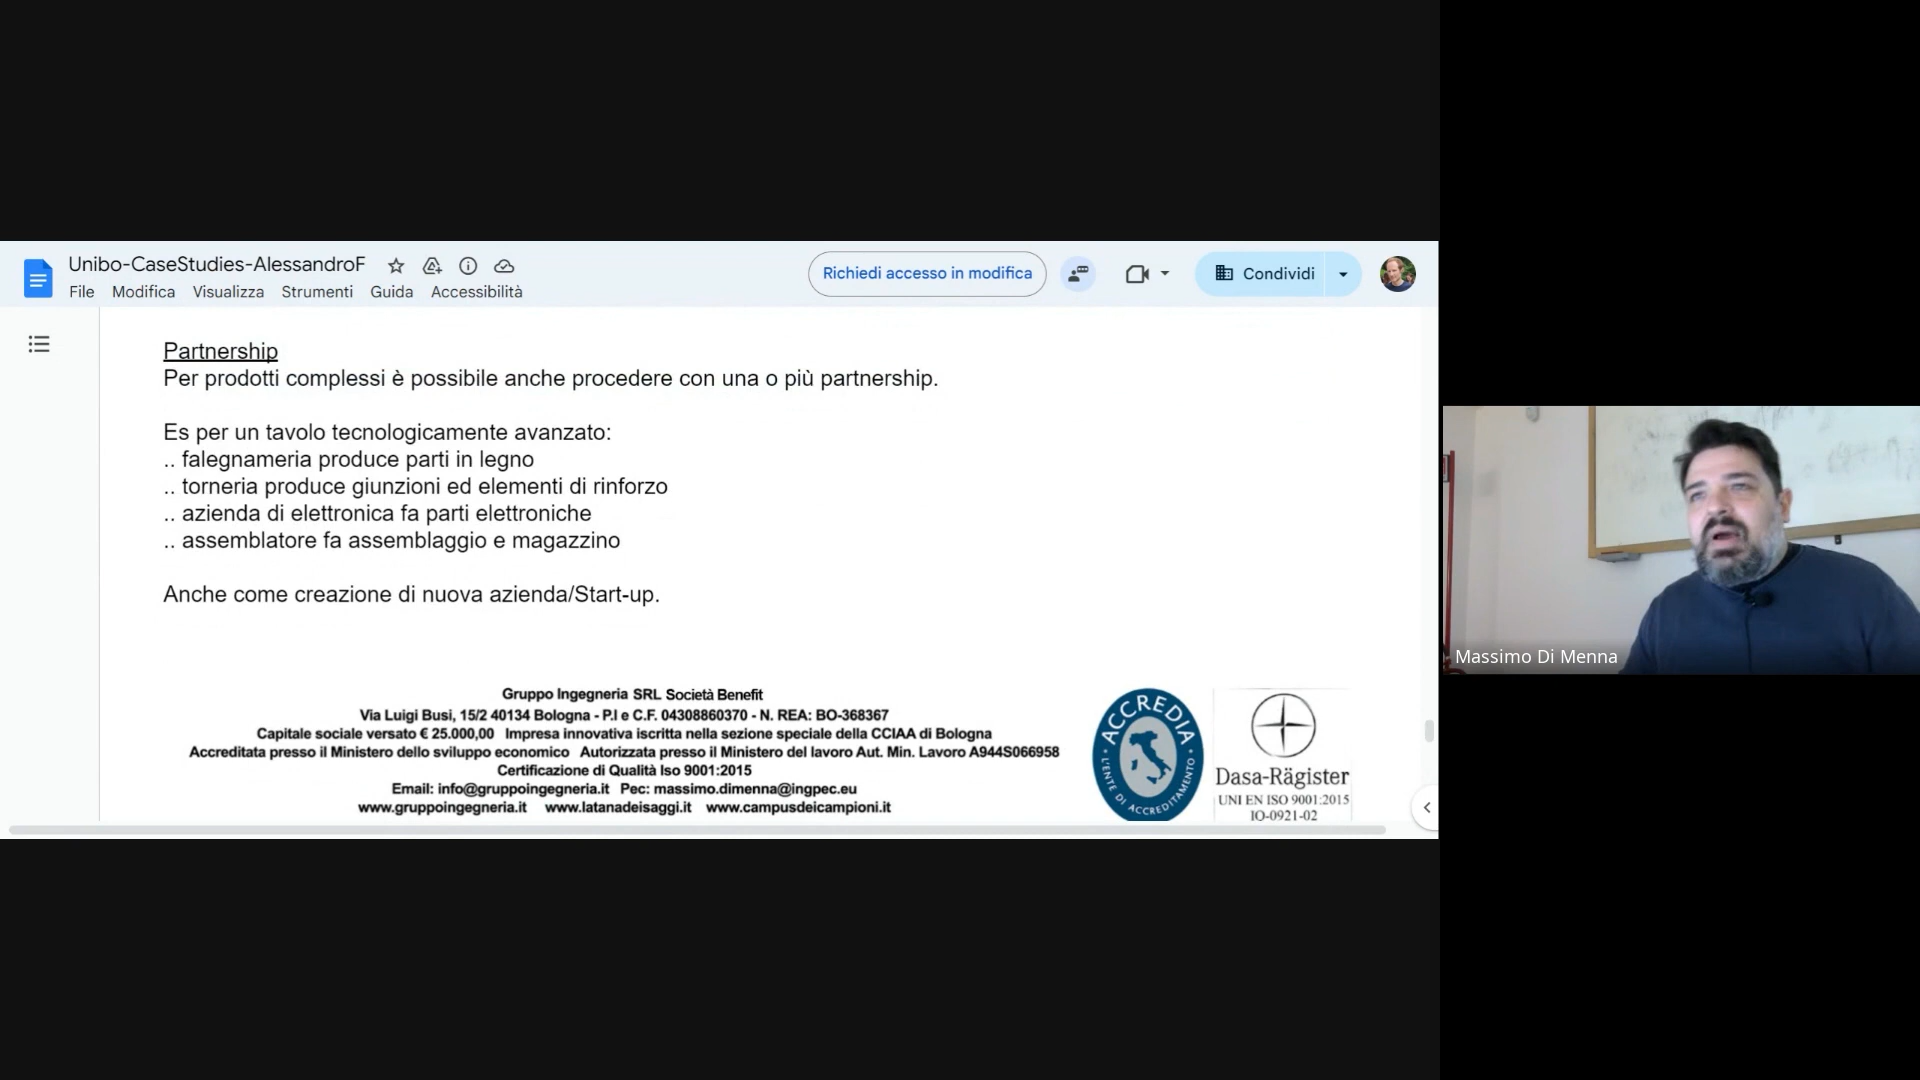 Unibo-CaseStudies-AlessandroF
File Modifica Visualizza Strumenti Guida Accessibilità
Richiedi accesso in modifica
Condividi
Partnership
Per prodotti complessi è possibile anche procedere con una o più partnership.
Es per un tavolo tecnologicamente avanzato:
.. falegnameria produce parti in legno
.. torneria produce giunzioni ed elementi di rinforzo
.. azienda di elettronica fa parti elettroniche
.. assemblatore fa assemblaggio e magazzino
Anche come creazione di nuova azienda/Start-up.
Gruppo Ingegneria SRL Società Benefit
Via Luigi Busi, 15/2 40134 Bologna - P.I e C.F. 04308860370 - N. REA: BO-368367
Capitale sociale versato € 25.000,00 Impresa innovativa iscritta nella sezione speciale della CCIAA di Bologna
Accreditata presso il Ministero dello sviluppo economico Autorizzata presso il Ministero del lavoro Aut. Min. Lavoro A944S066958
Certificazione di Qualità Iso 9001:2015
Email: info@gruppoingegneria.it Pec: massimo.dimenna@ingpec.eu
www.gruppoingegneria.it www.latanadeisaggi.it www.campusdeicampioni.it
ACCREDIA
L'ENTE DI ACCREDITAMENTO
Dasa-Rägister
UNI EN ISO 9001:2015
IO-0921-02
Massimo Di Menna